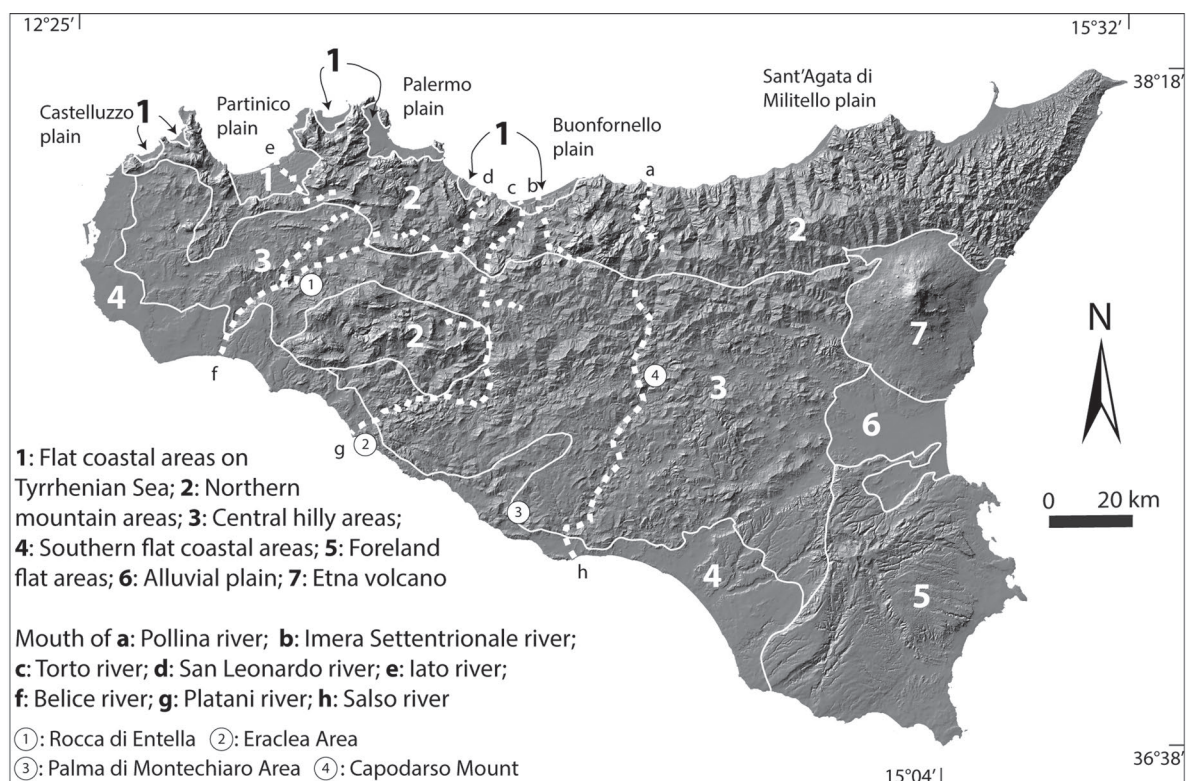 12°25'
15°32'
38°18'
1
1
Castelluzzo
plain
Partinico
plain
Palermo
plain
Sant'Agata di
Militello plain
1
Buonfornello
plain
e
d
c
b
a
1
2
2
3
1
4
2
7
N
4
3
f
6
g
2
0 20 km
3
h
4
5
1: Flat coastal areas on
Tyrrhenian Sea; 2: Northern
mountain areas; 3: Central hilly areas;
4: Southern flat coastal areas; 5: Foreland
flat areas; 6: Alluvial plain; 7: Etna volcano
Mouth of a: Pollina river; b: Imera Settentrionale river;
c: Torto river; d: San Leonardo river; e: Iato river;
f: Belice river; g: Platani river; h: Salso river
1: Rocca di Entella 2: Eraclea Area
3: Palma di Montechiaro Area 4: Capodarso Mount
36°38'
15°04'